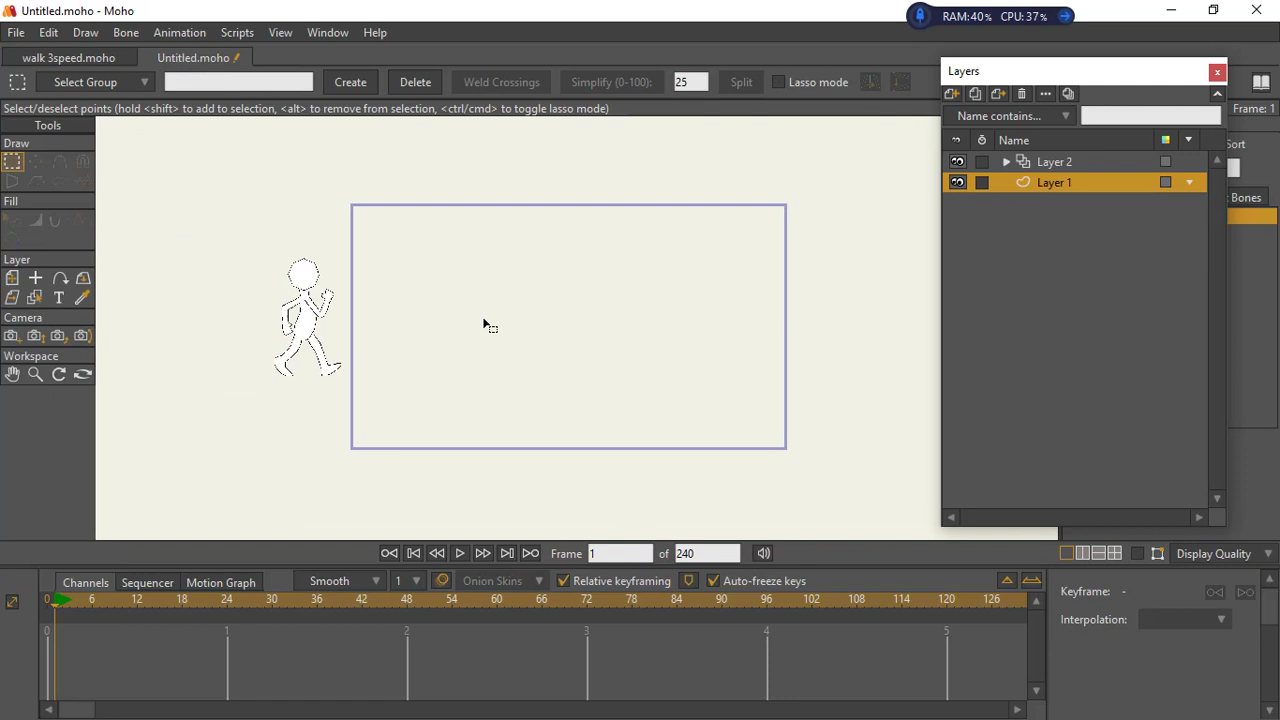 Untitled.moho - Moho
RAM:40% CPU:37%
File Edit Draw Bone Animation Scripts View Window Help
walk 3speed.moho Untitled.moho
Select Group Create Delete Weld Crossings Simplify (0-100): 25 Split Lasso mode
Select/deselect points (hold <shift> to add to selection, <alt> to remove from selection, <ctrl/cmd> to toggle lasso mode)
Frame: 1
Tools
Draw
Fill
Layer
Camera
Workspace
Layers
Name contains...
Name
Layer 2
Layer 1
Sort
Bones
Frame 1 of 240
Display Quality
Channels Sequencer Motion Graph Smooth 1 Onion Skins Relative keyframing Auto-freeze keys
0 6 12 18 24 30 36 42 48 54 60 66 72 78 84 90 96 102 108 114 120 126
0 1 2 3 4 5
Keyframe: -
Interpolation: